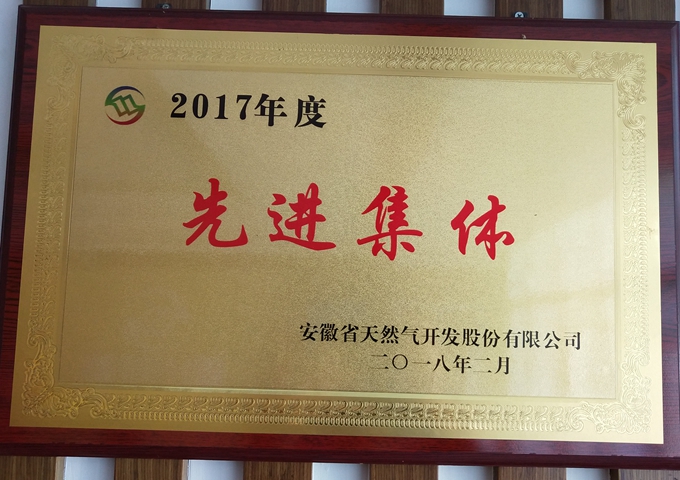 2017年度
先进集体
安徽省天然气开发股份有限公司
二〇一八年二月